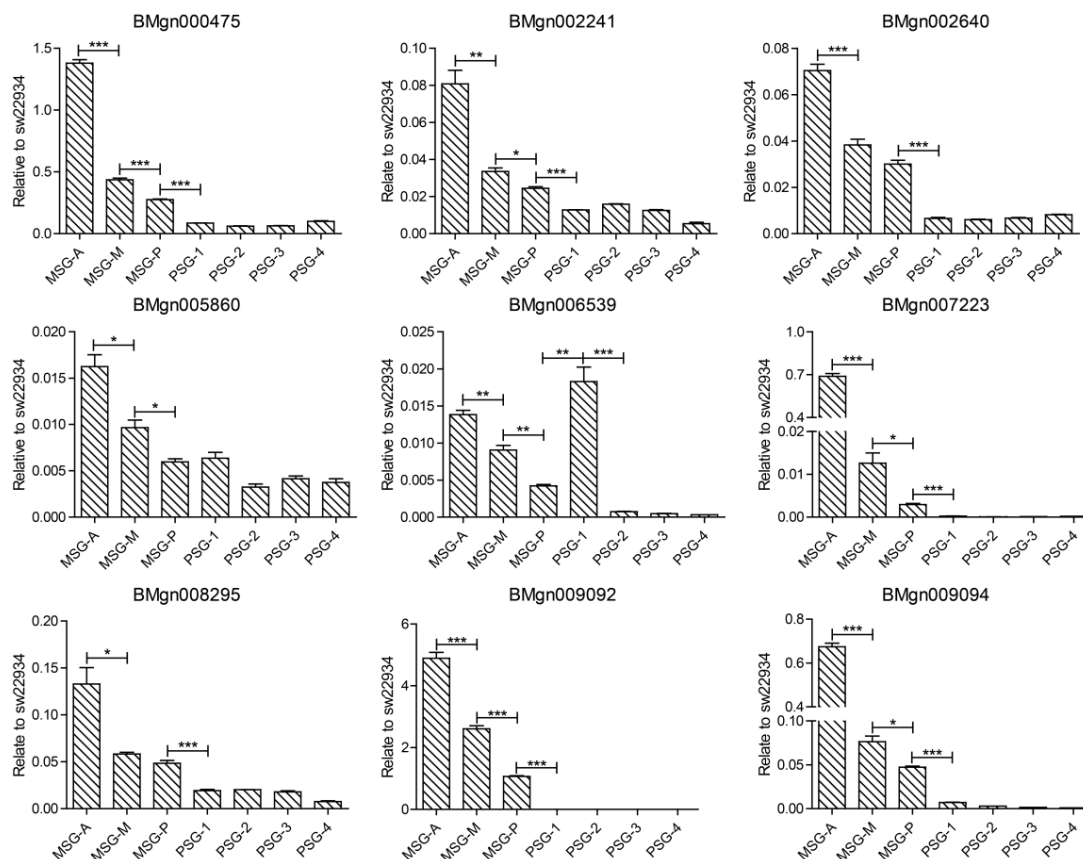 BMgn000475
Relative to sw22934
1.5
1.0
0.5
0.0
***
***
***
MSG-A
MSG-M
MSG-P
PSG-1
PSG-2
PSG-3
PSG-4
BMgn002241
Relate to sw22934
0.10
0.08
0.06
0.04
0.02
0.00
**
*
***
MSG-A
MSG-M
MSG-P
PSG-1
PSG-2
PSG-3
PSG-4
BMgn002640
Relate to sw22934
0.08
0.06
0.04
0.02
0.00
***
***
MSG-A
MSG-M
MSG-P
PSG-1
PSG-2
PSG-3
PSG-4
BMgn005860
Relative to sw22934
0.020
0.015
0.010
0.005
0.000
*
*
MSG-A
MSG-M
MSG-P
PSG-1
PSG-2
PSG-3
PSG-4
BMgn006539
Relative to sw22934
0.025
0.020
0.015
0.010
0.005
0.000
**
**
**
***
MSG-A
MSG-M
MSG-P
PSG-1
PSG-2
PSG-3
PSG-4
BMgn007223
Relate to sw22934
1.0
0.7
0.4
0.02
0.01
0.00
***
*
***
MSG-A
MSG-M
MSG-P
PSG-1
PSG-2
PSG-3
PSG-4
BMgn008295
Relate to sw22934
0.20
0.15
0.10
0.05
0.00
*
***
MSG-A
MSG-M
MSG-P
PSG-1
PSG-2
PSG-3
PSG-4
BMgn009092
Relate to sw22934
6
4
2
0
***
***
***
MSG-A
MSG-M
MSG-P
PSG-1
PSG-2
PSG-3
PSG-4
BMgn009094
Relate to sw22934
0.8
0.6
0.4
0.10
0.05
0.00
***
*
***
MSG-A
MSG-M
MSG-P
PSG-1
PSG-2
PSG-3
PSG-4